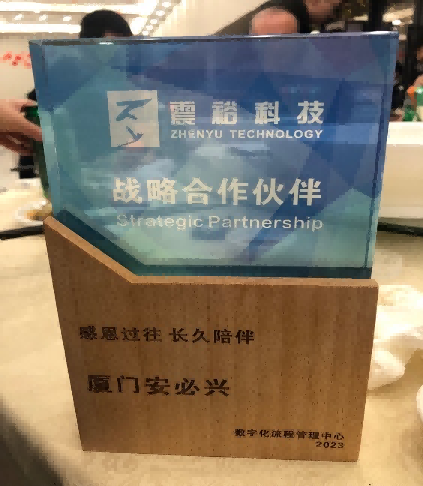 震裕科技
ZHENYU TECHNOLOGY
战略合作伙伴
Strategic Partnership
感恩过往 长久陪伴
厦门安必兴
数字化流程管理中心
2023